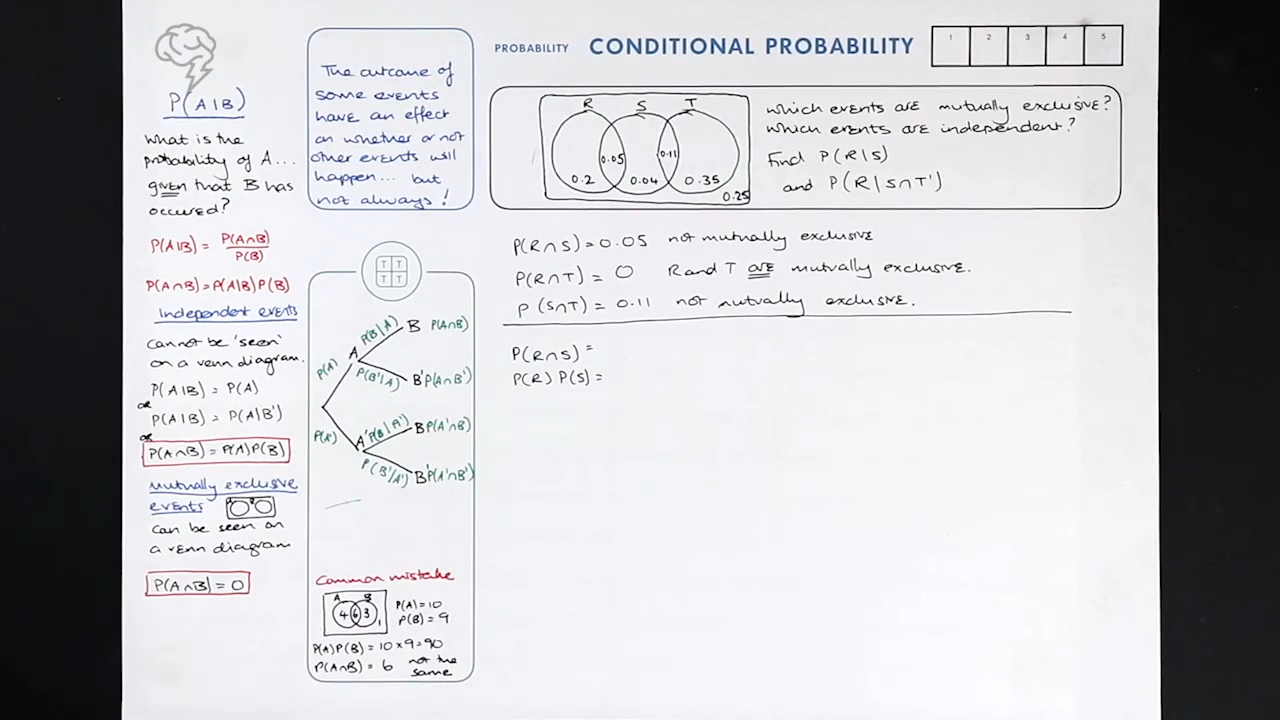 P(A|B)
What is the
probability of A...
given that B has
occured?
P(A|B) = P(A∩B)
P(B)
P(A∩B)=P(A|B)P(B)
Independent events
cannot be 'seen'
on a venn diagram.
P(A|B) = P(A)
or
P(A|B) = P(A|B')
or
P(A∩B)=P(A)P(B)
Mutually exclusive
events
can be seen on
a venn diagram
P(A∩B)=0
The outcome of
some events
have an effect
on whether or not
other events will
happen... but
not always!
T T
T T
P(A)
P(A')
A
A'
P(B|A)
B P(A∩B)
P(B'|A)
B' P(A∩B')
P(B|A')
B P(A'∩B)
P(B'|A')
B' P(A'∩B')
Common mistake
A B
4 6 3
1
P(A)=10
P(B)=9
P(A)P(B)=10×9=90
P(A∩B)=6 not the
same
PROBABILITY CONDITIONAL PROBABILITY
1 2 3 4 5
R S T
0.05 0.11
0.2 0.04 0.35
0.25
which events are mutually exclusive?
which events are independent?
Find P(R|S)
and P(R|S∩T')
P(R∩S)=0.05 not mutually exclusive
P(R∩T)= 0 R and T are mutually exclusive.
P(S∩T)= 0.11 not mutually exclusive.
P(R∩S) =
P(R) P(S) =